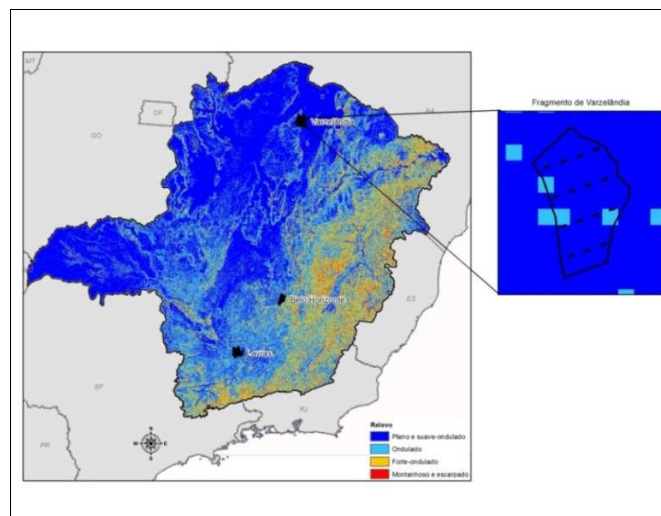 MT
DF
GO
BA
Varzelândia
Fragmento de Varzelândia
Belo Horizonte
ES
Lavras
SP
RJ
PR
N
W
E
S
Relevo
Plano e suave-ondulado
Ondulado
Forte-ondulado
Montanhoso e escarpado